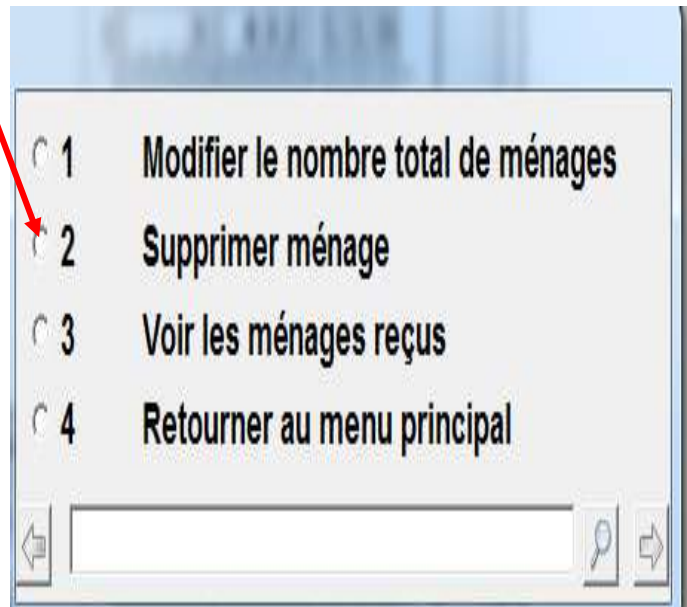 1 Modifier le nombre total de ménages
2 Supprimer ménage
3 Voir les ménages reçus
4 Retourner au menu principal